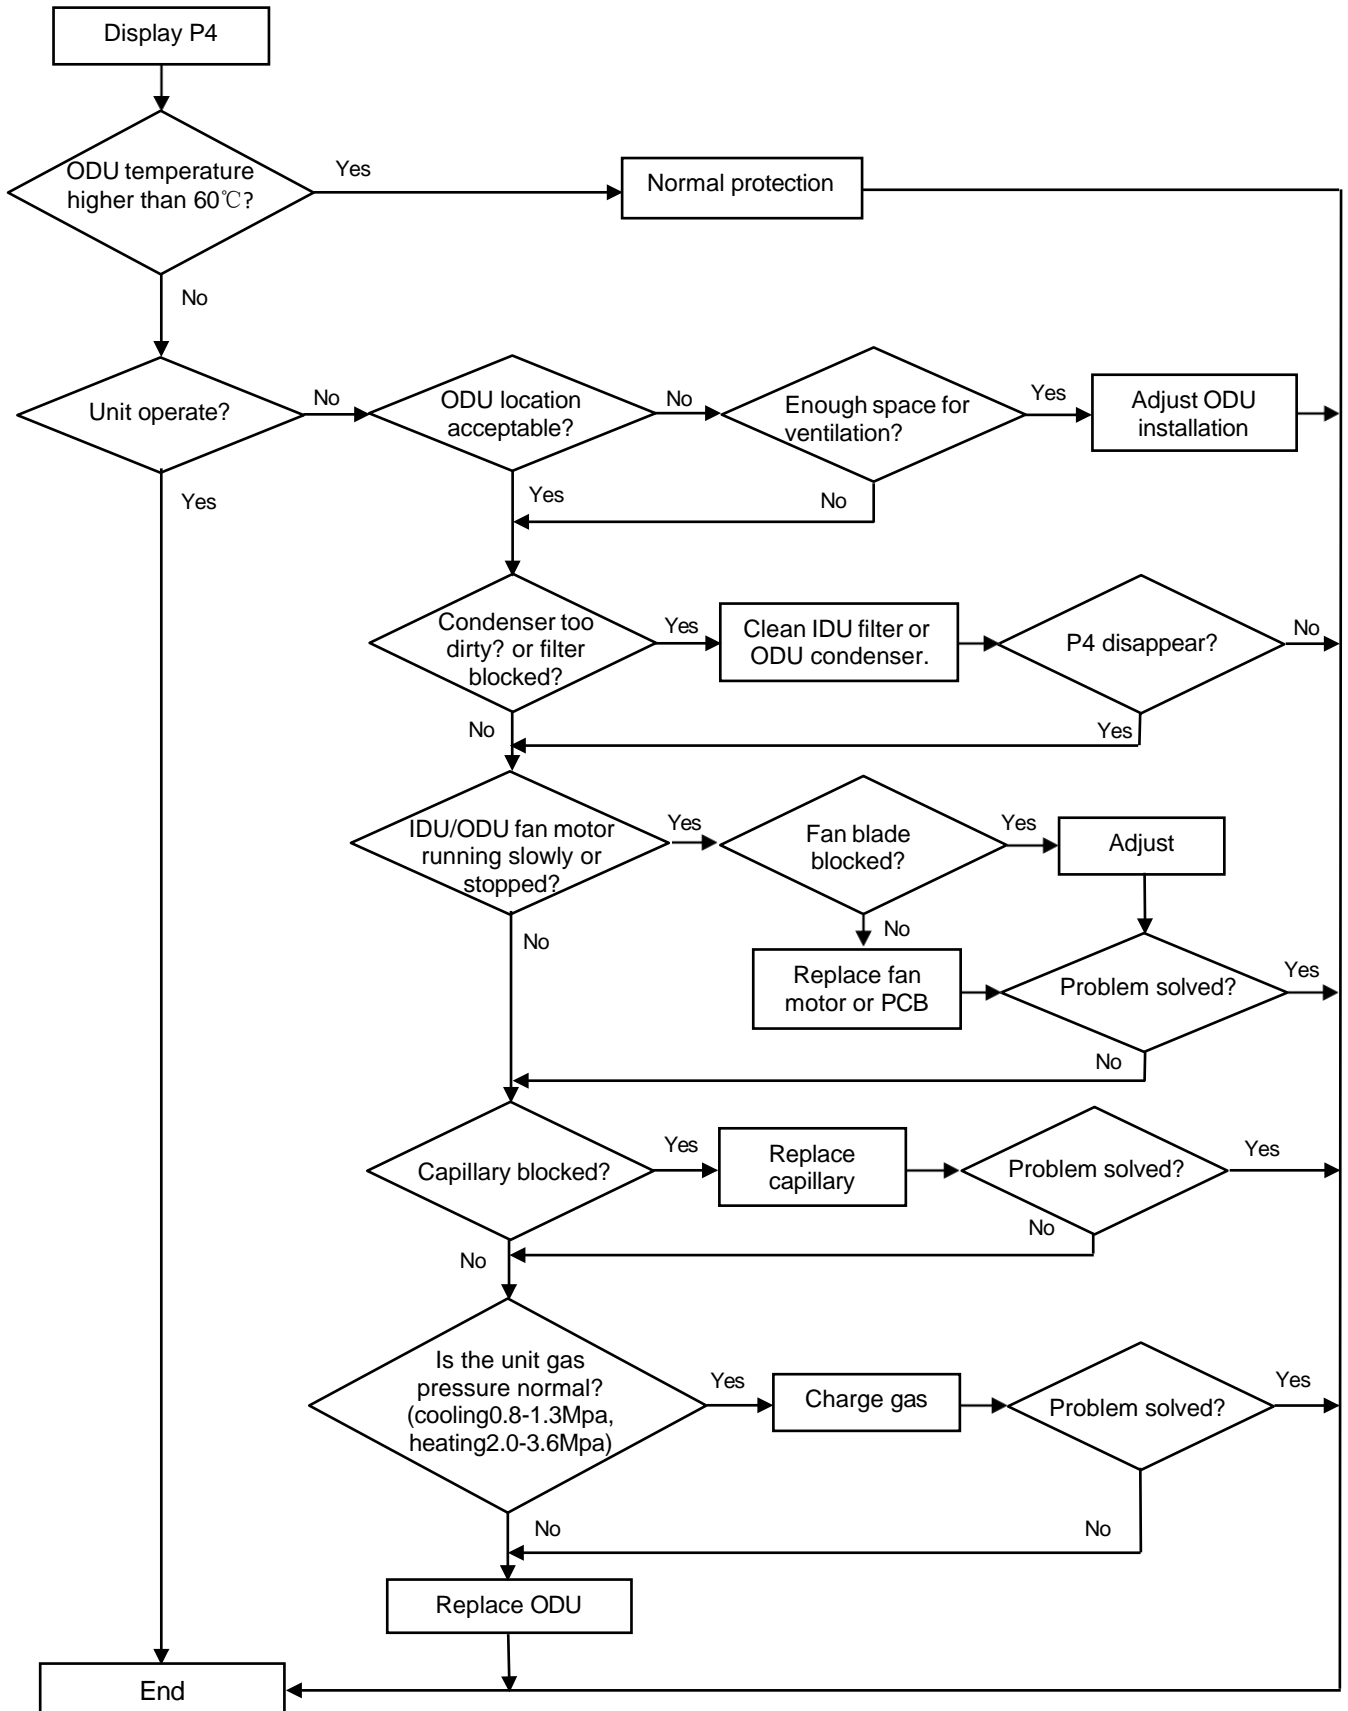 Display P4
ODU temperature
higher than 60℃?
Yes
Normal protection
No
Unit operate?
No
ODU location
acceptable?
No
Enough space for
ventilation?
Yes
Adjust ODU
installation
Yes
Yes
No
Condenser too
dirty? or filter
blocked?
Yes
Clean IDU filter or
ODU condenser.
P4 disappear?
No
No
Yes
IDU/ODU fan motor
running slowly or
stopped?
Yes
Fan blade
blocked?
Yes
Adjust
No
No
Replace fan
motor or PCB
Problem solved?
Yes
No
Capillary blocked?
Yes
Replace
capillary
Problem solved?
Yes
No
No
Is the unit gas
pressure normal?
(cooling0.8-1.3Mpa,
heating2.0-3.6Mpa)
Yes
Charge gas
Problem solved?
Yes
No
No
Replace ODU
End